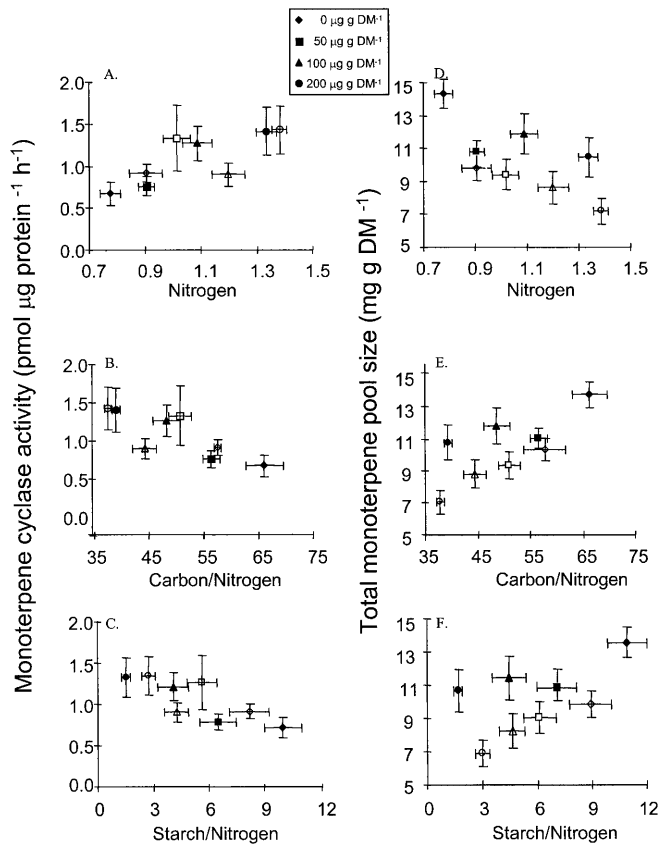 0 µg g DM-1
50 µg g DM-1
100 µg g DM-1
200 µg g DM-1
Monoterpene cyclase activity (pmol µg protein -1 h-1)
A.
2.0
1.5
1.0
0.5
0.0
0.7 0.9 1.1 1.3 1.5
Nitrogen
B.
2.0
1.5
1.0
0.5
0.0
35 45 55 65 75
Carbon/Nitrogen
C.
2.0
1.5
1.0
0.5
0.0
0 3 6 9 12
Starch/Nitrogen
Total monoterpene pool size (mg g DM -1)
D.
15
13
11
9
7
5
0.7 0.9 1.1 1.3 1.5
Nitrogen
E.
15
13
11
9
7
5
35 45 55 65 75
Carbon/Nitrogen
F.
15
13
11
9
7
5
0 3 6 9 12
Starch/Nitrogen